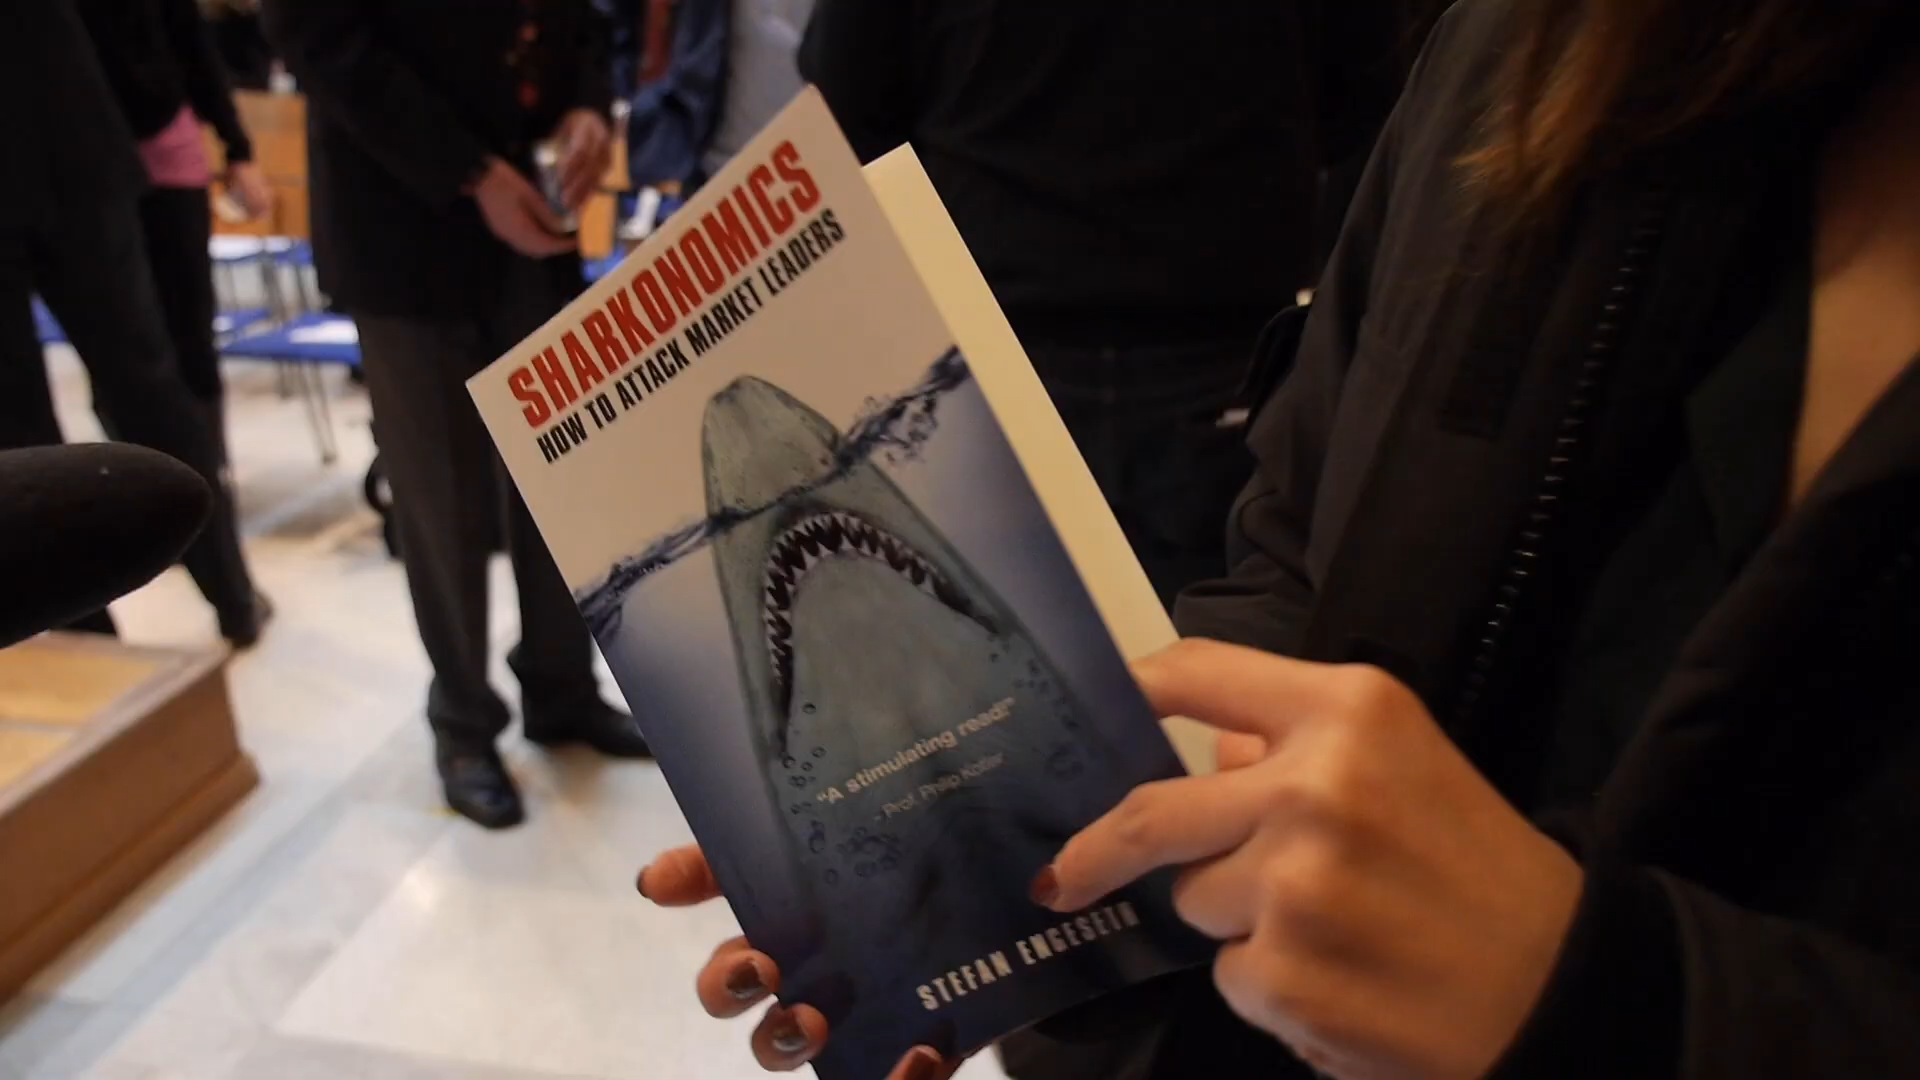 SHARKONOMICS
HOW TO ATTACK MARKET LEADERS
"A stimulating read!"
- Prof. Philip Kotler
STEFAN ENGESETH